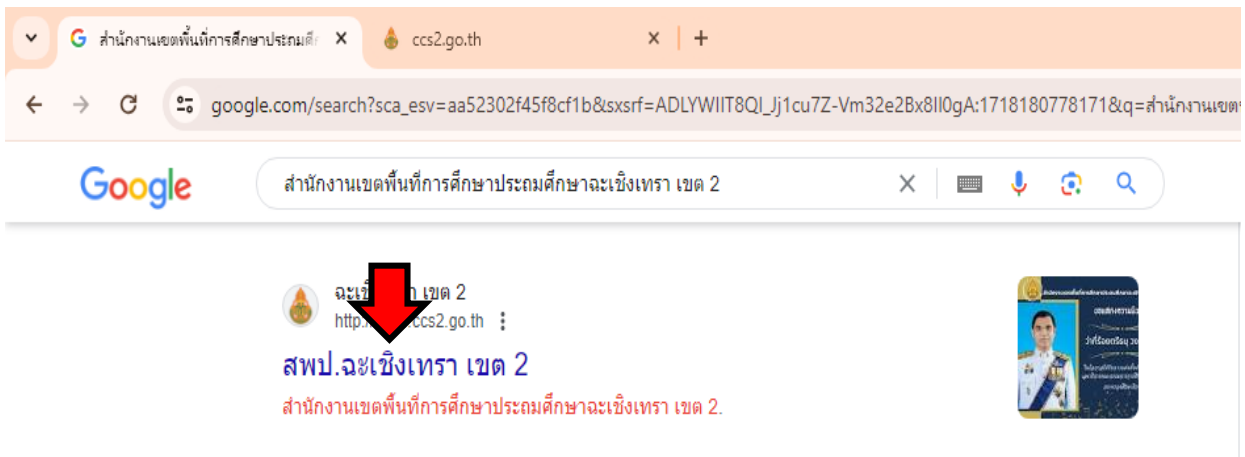 สำนักงานเขตพื้นที่การศึกษาประถมศึ
ccs2.go.th
google.com/search?sca_esv=aa52302f45f8cf1b&sxsrf=ADLYWIIT8QI_Jj1cu7Z-Vm32e2Bx8II0gA:1718180778171&q=สำนักงานเขต
Google
สำนักงานเขตพื้นที่การศึกษาประถมศึกษาฉะเชิงเทรา เขต 2
เขต 2
ccs2.go.th
สพป.ฉะเชิงเทรา เขต 2
สำนักงานเขตพื้นที่การศึกษาประถมศึกษาฉะเชิงเทรา เขต 2.